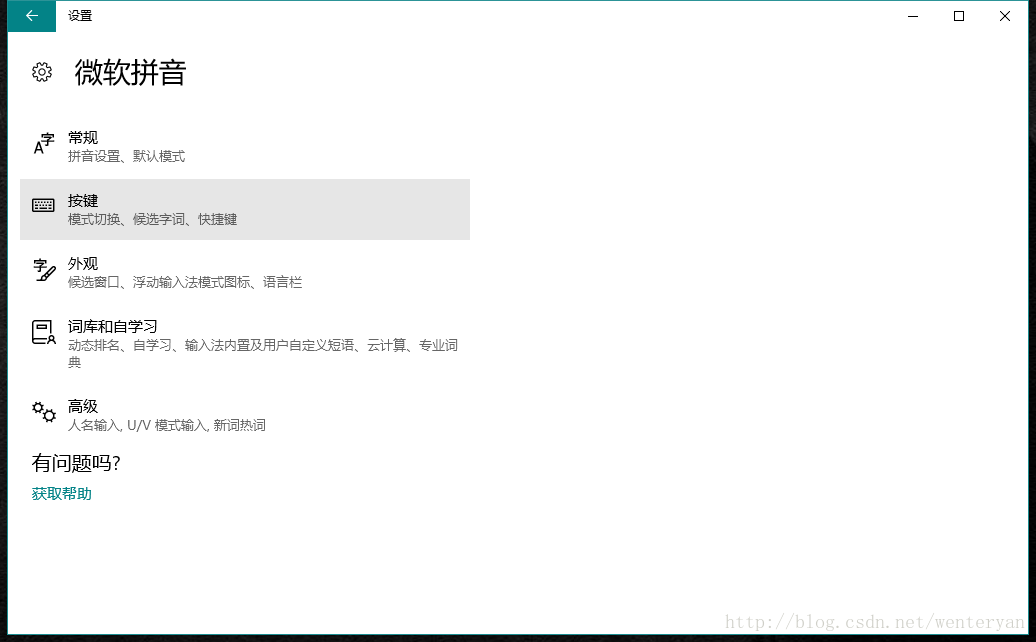 设置
微软拼音
常规
拼音设置、默认模式
按键
模式切换、候选字词、快捷键
外观
候选窗口、浮动输入法模式图标、语言栏
词库和自学习
动态排名、自学习、输入法内置及用户自定义短语、云计算、专业词
典
高级
人名输入, U/V 模式输入, 新词热词
有问题吗?
获取帮助
http://blog.csdn.net/wenteryan